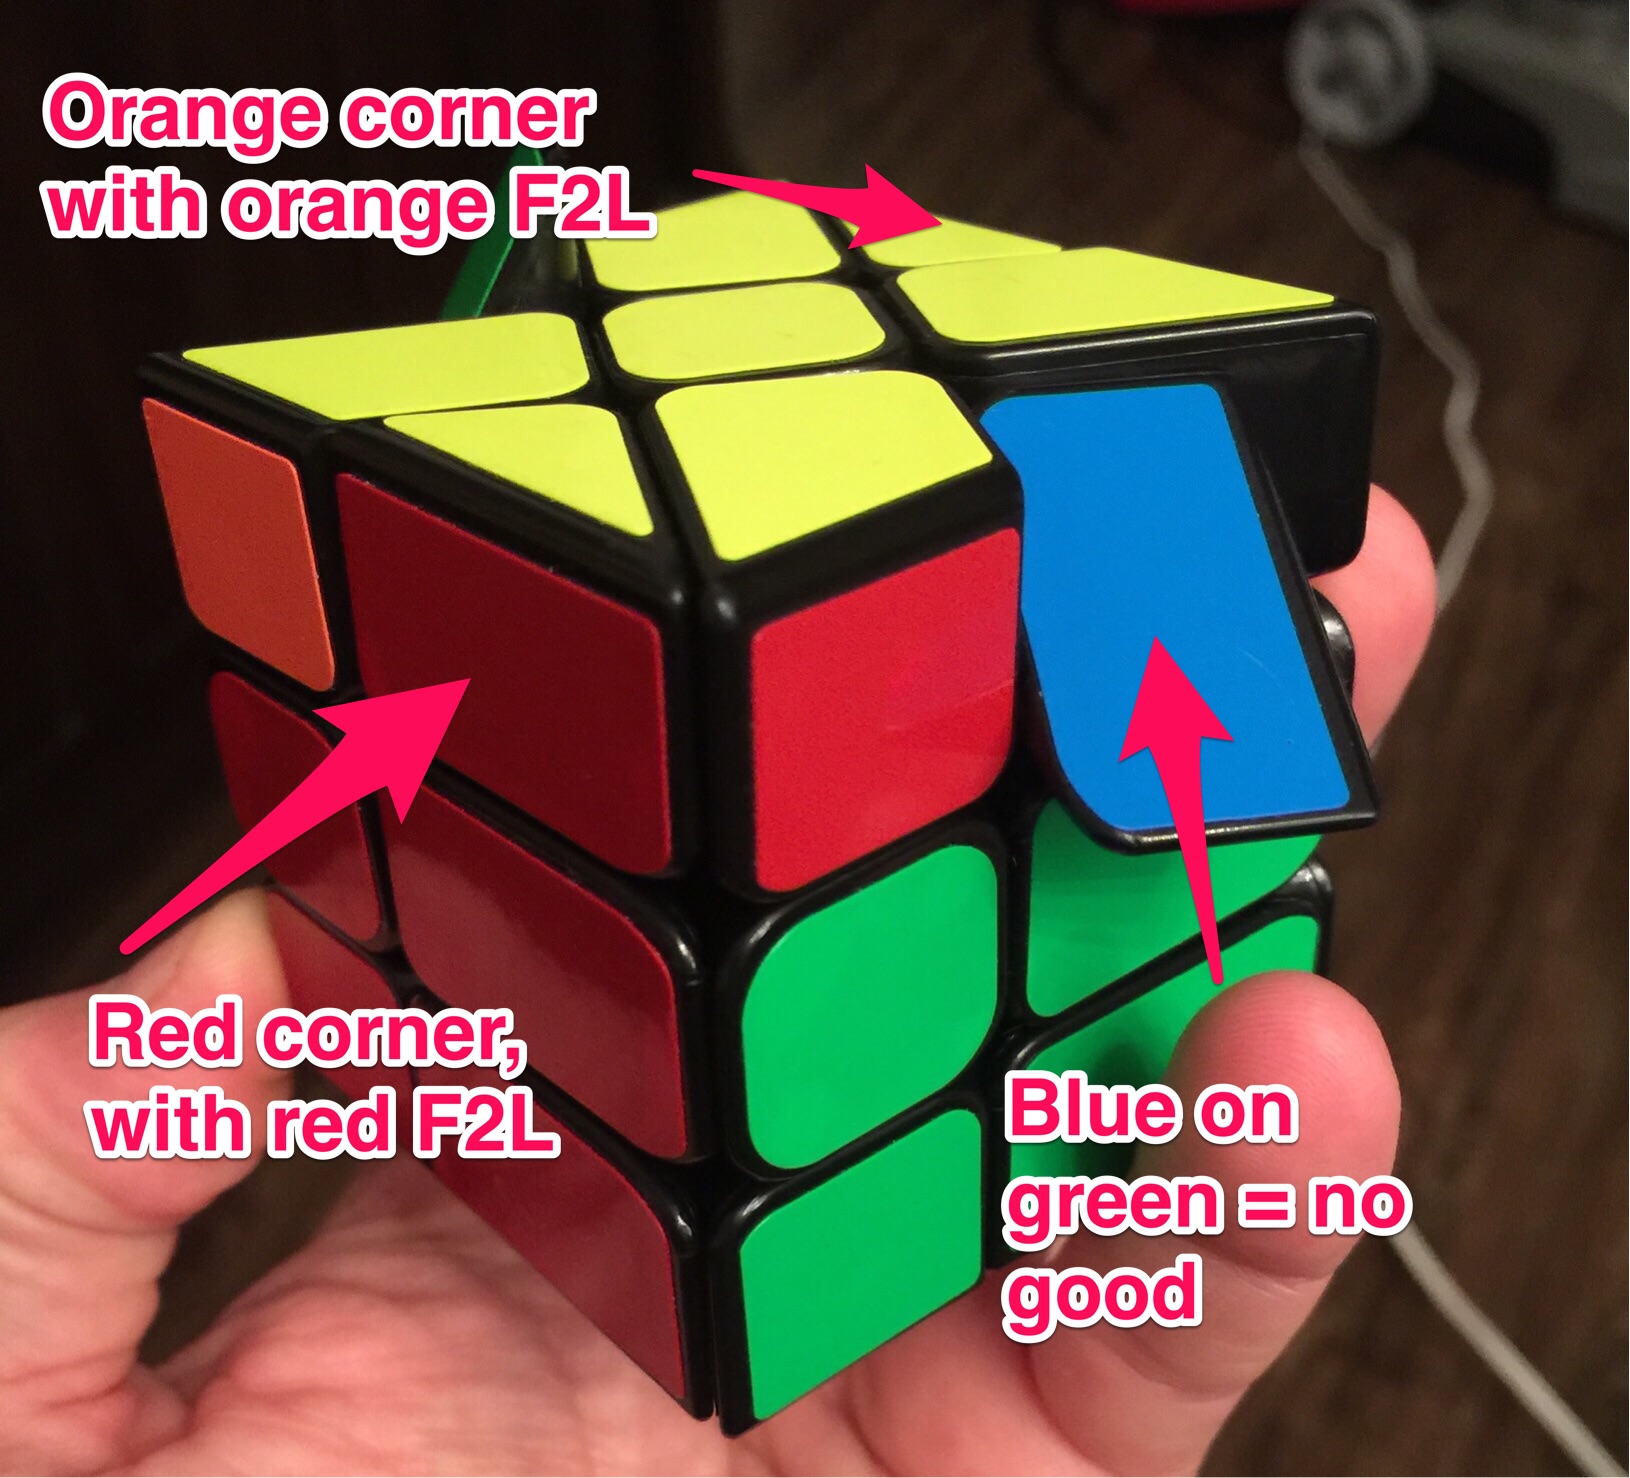 Orange corner
with orange F2L
Red corner,
with red F2L
Blue on
green = no
good